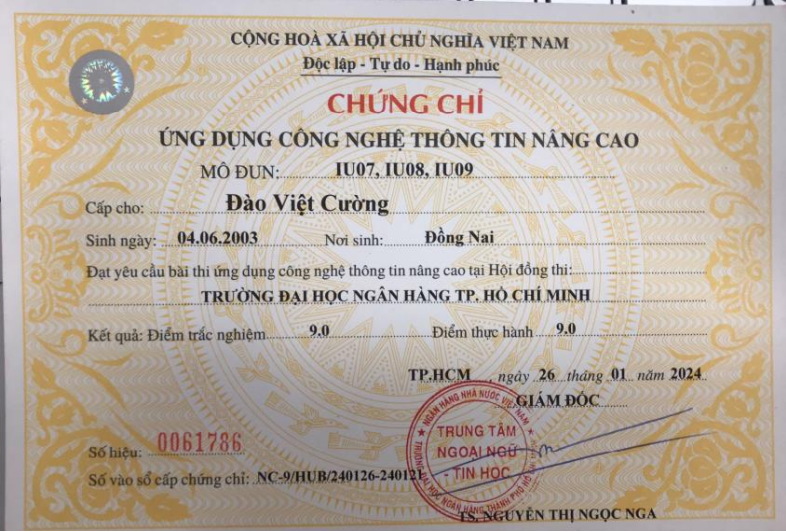 CỘNG HOÀ XÃ HỘI CHỦ NGHĨA VIỆT NAM
Độc lập - Tự do - Hạnh phúc
CHỨNG CHỈ
ỨNG DỤNG CÔNG NGHỆ THÔNG TIN NÂNG CAO
MÔ ĐUN: IU07, IU08, IU09
Cấp cho: Đào Việt Cường
Sinh ngày: 04.06.2003 Nơi sinh: Đồng Nai
Đạt yêu cầu bài thi ứng dụng công nghệ thông tin nâng cao tại Hội đồng thi:
TRƯỜNG ĐẠI HỌC NGÂN HÀNG TP. HỒ CHÍ MINH
Kết quả: Điểm trắc nghiệm 9.0 Điểm thực hành 9.0
TP.HCM, ngày 26 tháng 01 năm 2024
GIÁM ĐỐC
NGÂN HÀNG NHÀ NƯỚC VIỆT NAM
TRUNG TÂM
NGOẠI NGỮ
- TIN HỌC
TRƯỜNG ĐẠI HỌC NGÂN HÀNG THÀNH PHỐ HỒ
Số hiệu: 0061786
Số vào sổ cấp chứng chỉ: NC-9/HUB/240126-240121
TS. NGUYỄN THỊ NGỌC NGA